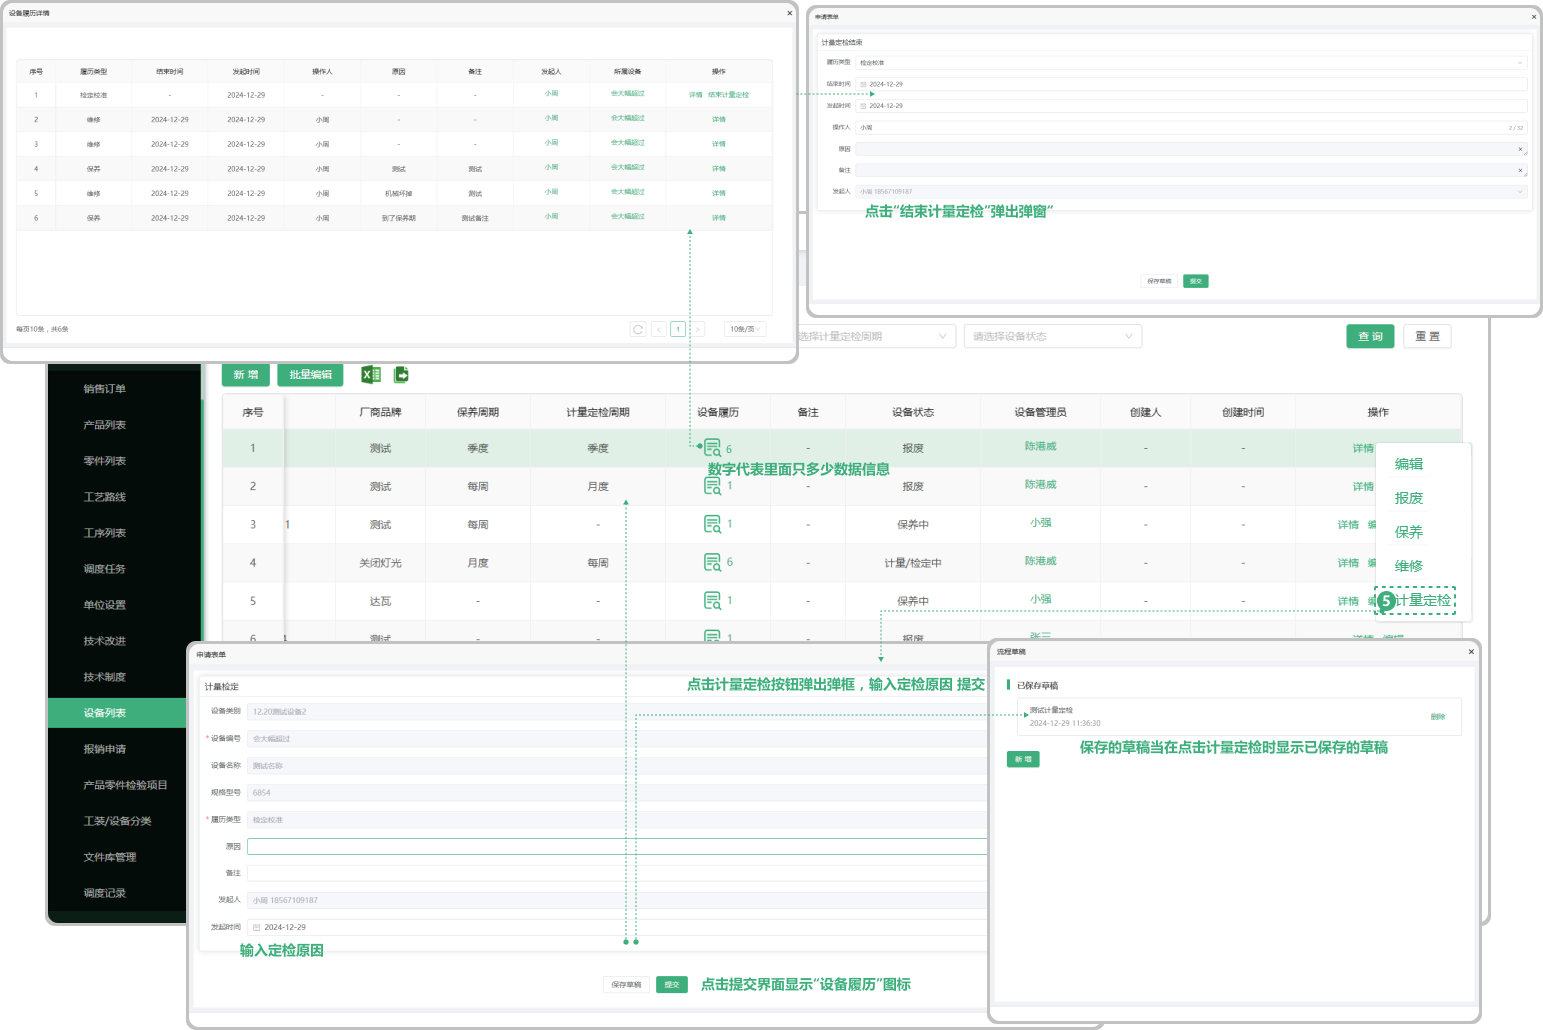 设备履历详情
序号 履历类型 结束时间 发起时间 操作人 原因 备注 发起人 所属设备 操作
1 检定校准 - 2024-12-29 - - - 小周 会大幅超过 详情 结束计量定检
2 维修 2024-12-29 2024-12-29 小周 - - 小周 会大幅超过 详情
3 维修 2024-12-29 2024-12-29 小周 - - 小周 会大幅超过 详情
4 保养 2024-12-29 2024-12-29 小周 测试 测试 小周 会大幅超过 详情
5 维修 2024-12-29 2024-12-29 小周 机械坏掉 测试 小周 会大幅超过 详情
6 保养 2024-12-29 2024-12-29 小周 到了保养期 测试备注 小周 会大幅超过 详情
每页10条，共6条
1
10条/页
申请表单
计量定检结束
履历类型 检定校准
结束时间 2024-12-29
发起时间 2024-12-29
操作人 小周 2 / 32
原因
备注
发起人 小周 18567109187
点击“结束计量定检”弹出弹窗“
保存草稿 提交
选择计量定检周期 请选择设备状态 查询 重置
新增 批量编辑
销售订单
产品列表
零件列表
工艺路线
工序列表
调度任务
单位设置
技术改进
技术制度
设备列表
报销申请
产品零件检验项目
工装/设备分类
文件库管理
调度记录
序号 厂商品牌 保养周期 计量定检周期 设备履历 备注 设备状态 设备管理员 创建人 创建时间 操作
1 测试 季度 季度 6 - 报废 陈港威 - - 详情
数字代表里面只多少数据信息
2 测试 每周 月度 1 - 报废 陈港威 - - 详情
3 1 测试 每周 - 1 - 保养中 小强 - - 详情 编
4 关闭灯光 月度 每周 6 - 计量/检定中 陈港威 - - 详情 编
5 达瓦 - - 1 - 保养中 小强 - - 详情 编
6 测试 - - 1 - 报废 张三 - - 详情 编辑
编辑
报废
保养
维修
5 计量定检
申请表单
计量检定
点击计量定检按钮弹出弹框，输入定检原因 提交
设备类别 12.20测试设备2
* 设备编号 会大幅超过
设备名称 测试名称
规格型号 6854
* 履历类型 检定校准
原因
备注
发起人 小周 18567109187
发起时间 2024-12-29
输入定检原因
保存草稿 提交
点击提交界面显示“设备履历”图标
流程草稿
已保存草稿
测试计量定检
2024-12-29 11:36:30
删除
保存的草稿当在点击计量定检时显示已保存的草稿
新增